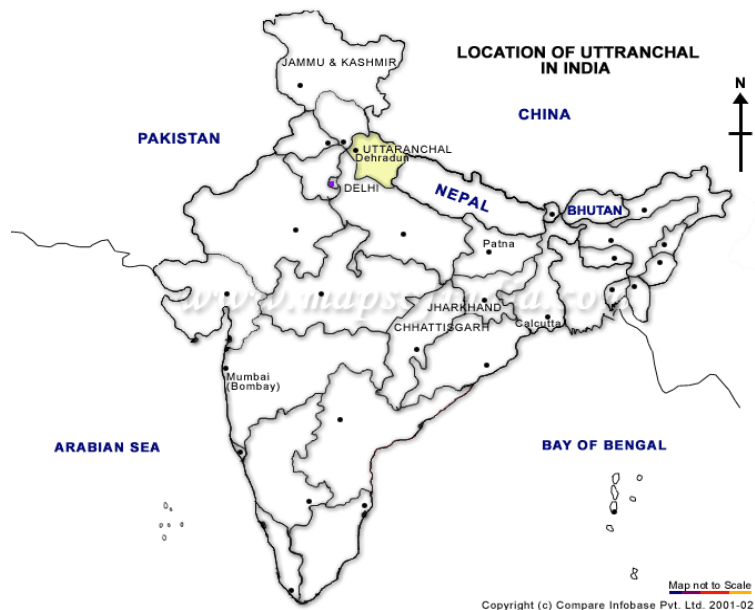 LOCATION OF UTTRANCHAL
IN INDIA
N
JAMMU & KASHMIR
CHINA
PAKISTAN
UTTARANCHAL
Dehradun
DELHI
NEPAL
BHUTAN
Patna
JHARKHAND
CHHATTISGARH
Calcutta
Mumbai
(Bombay)
ARABIAN SEA
BAY OF BENGAL
Map not to Scale
Copyright (c) Compare Infobase Pvt. Ltd. 2001-02